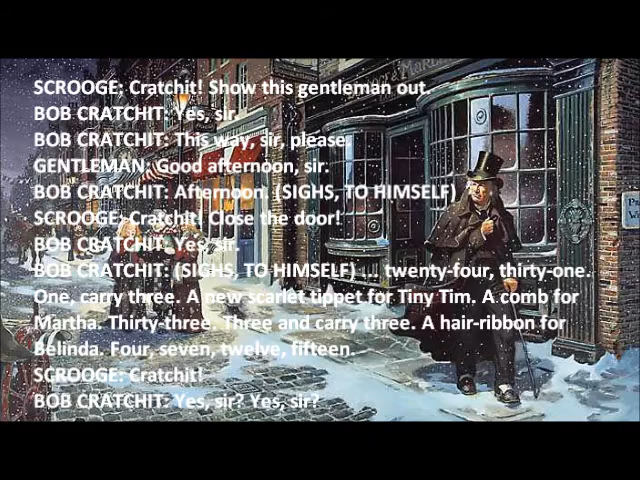 SCROOGE: Cratchit! Show this gentleman out.
BOB CRATCHIT: Yes, sir.
BOB CRATCHIT: This way, sir, please.
GENTLEMAN: Good afternoon, sir.
BOB CRATCHIT: Afternoon. (SIGHS, TO HIMSELF)
SCROOGE: Cratchit! Close the door!
BOB CRATCHIT: Yes, sir.
BOB CRATCHIT: (SIGHS, TO HIMSELF) ... twenty-four, thirty-one.
One, carry three. A new scarlet tippet for Tiny Tim. A comb for
Martha. Thirty-three. Three and carry three. A hair-ribbon for
Belinda. Four, seven, twelve, fifteen.
SCROOGE: Cratchit!
BOB CRATCHIT: Yes, sir? Yes, sir?